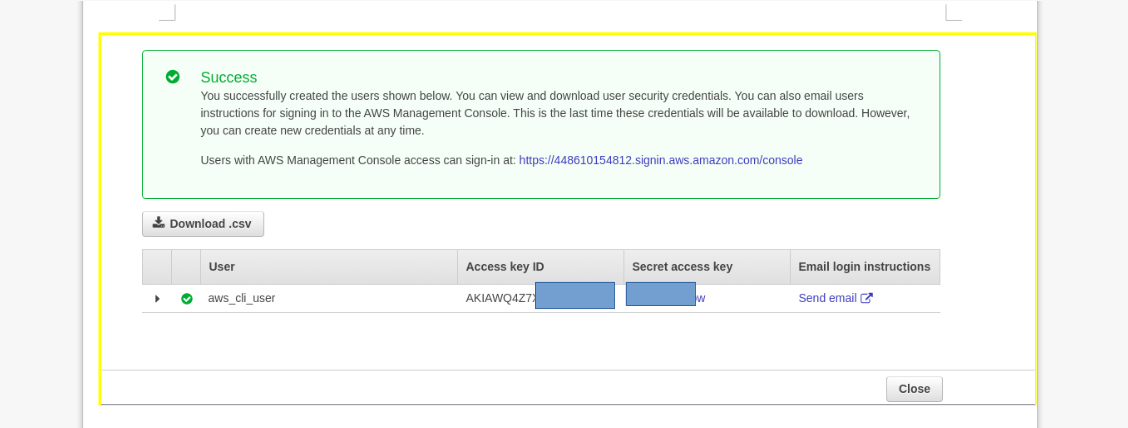 Success
You successfully created the users shown below. You can view and download user security credentials. You can also email users
instructions for signing in to the AWS Management Console. This is the last time these credentials will be available to download. However,
you can create new credentials at any time.
Users with AWS Management Console access can sign-in at: https://448610154812.signin.aws.amazon.com/console
Download .csv
User Access key ID Secret access key Email login instructions
aws_cli_user Send email
Close